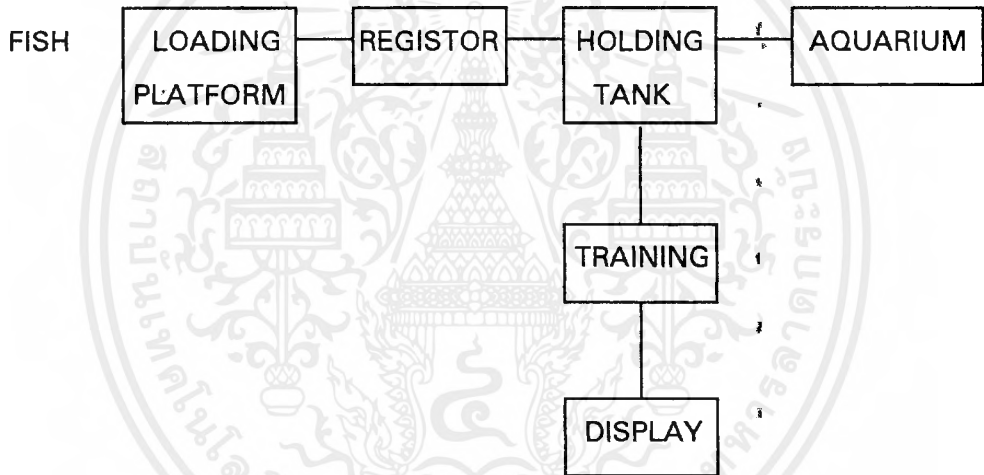 FISH
LOADING
PLATFORM
REGISTOR
HOLDING
TANK
AQUARIUM
TRAINING
DISPLAY